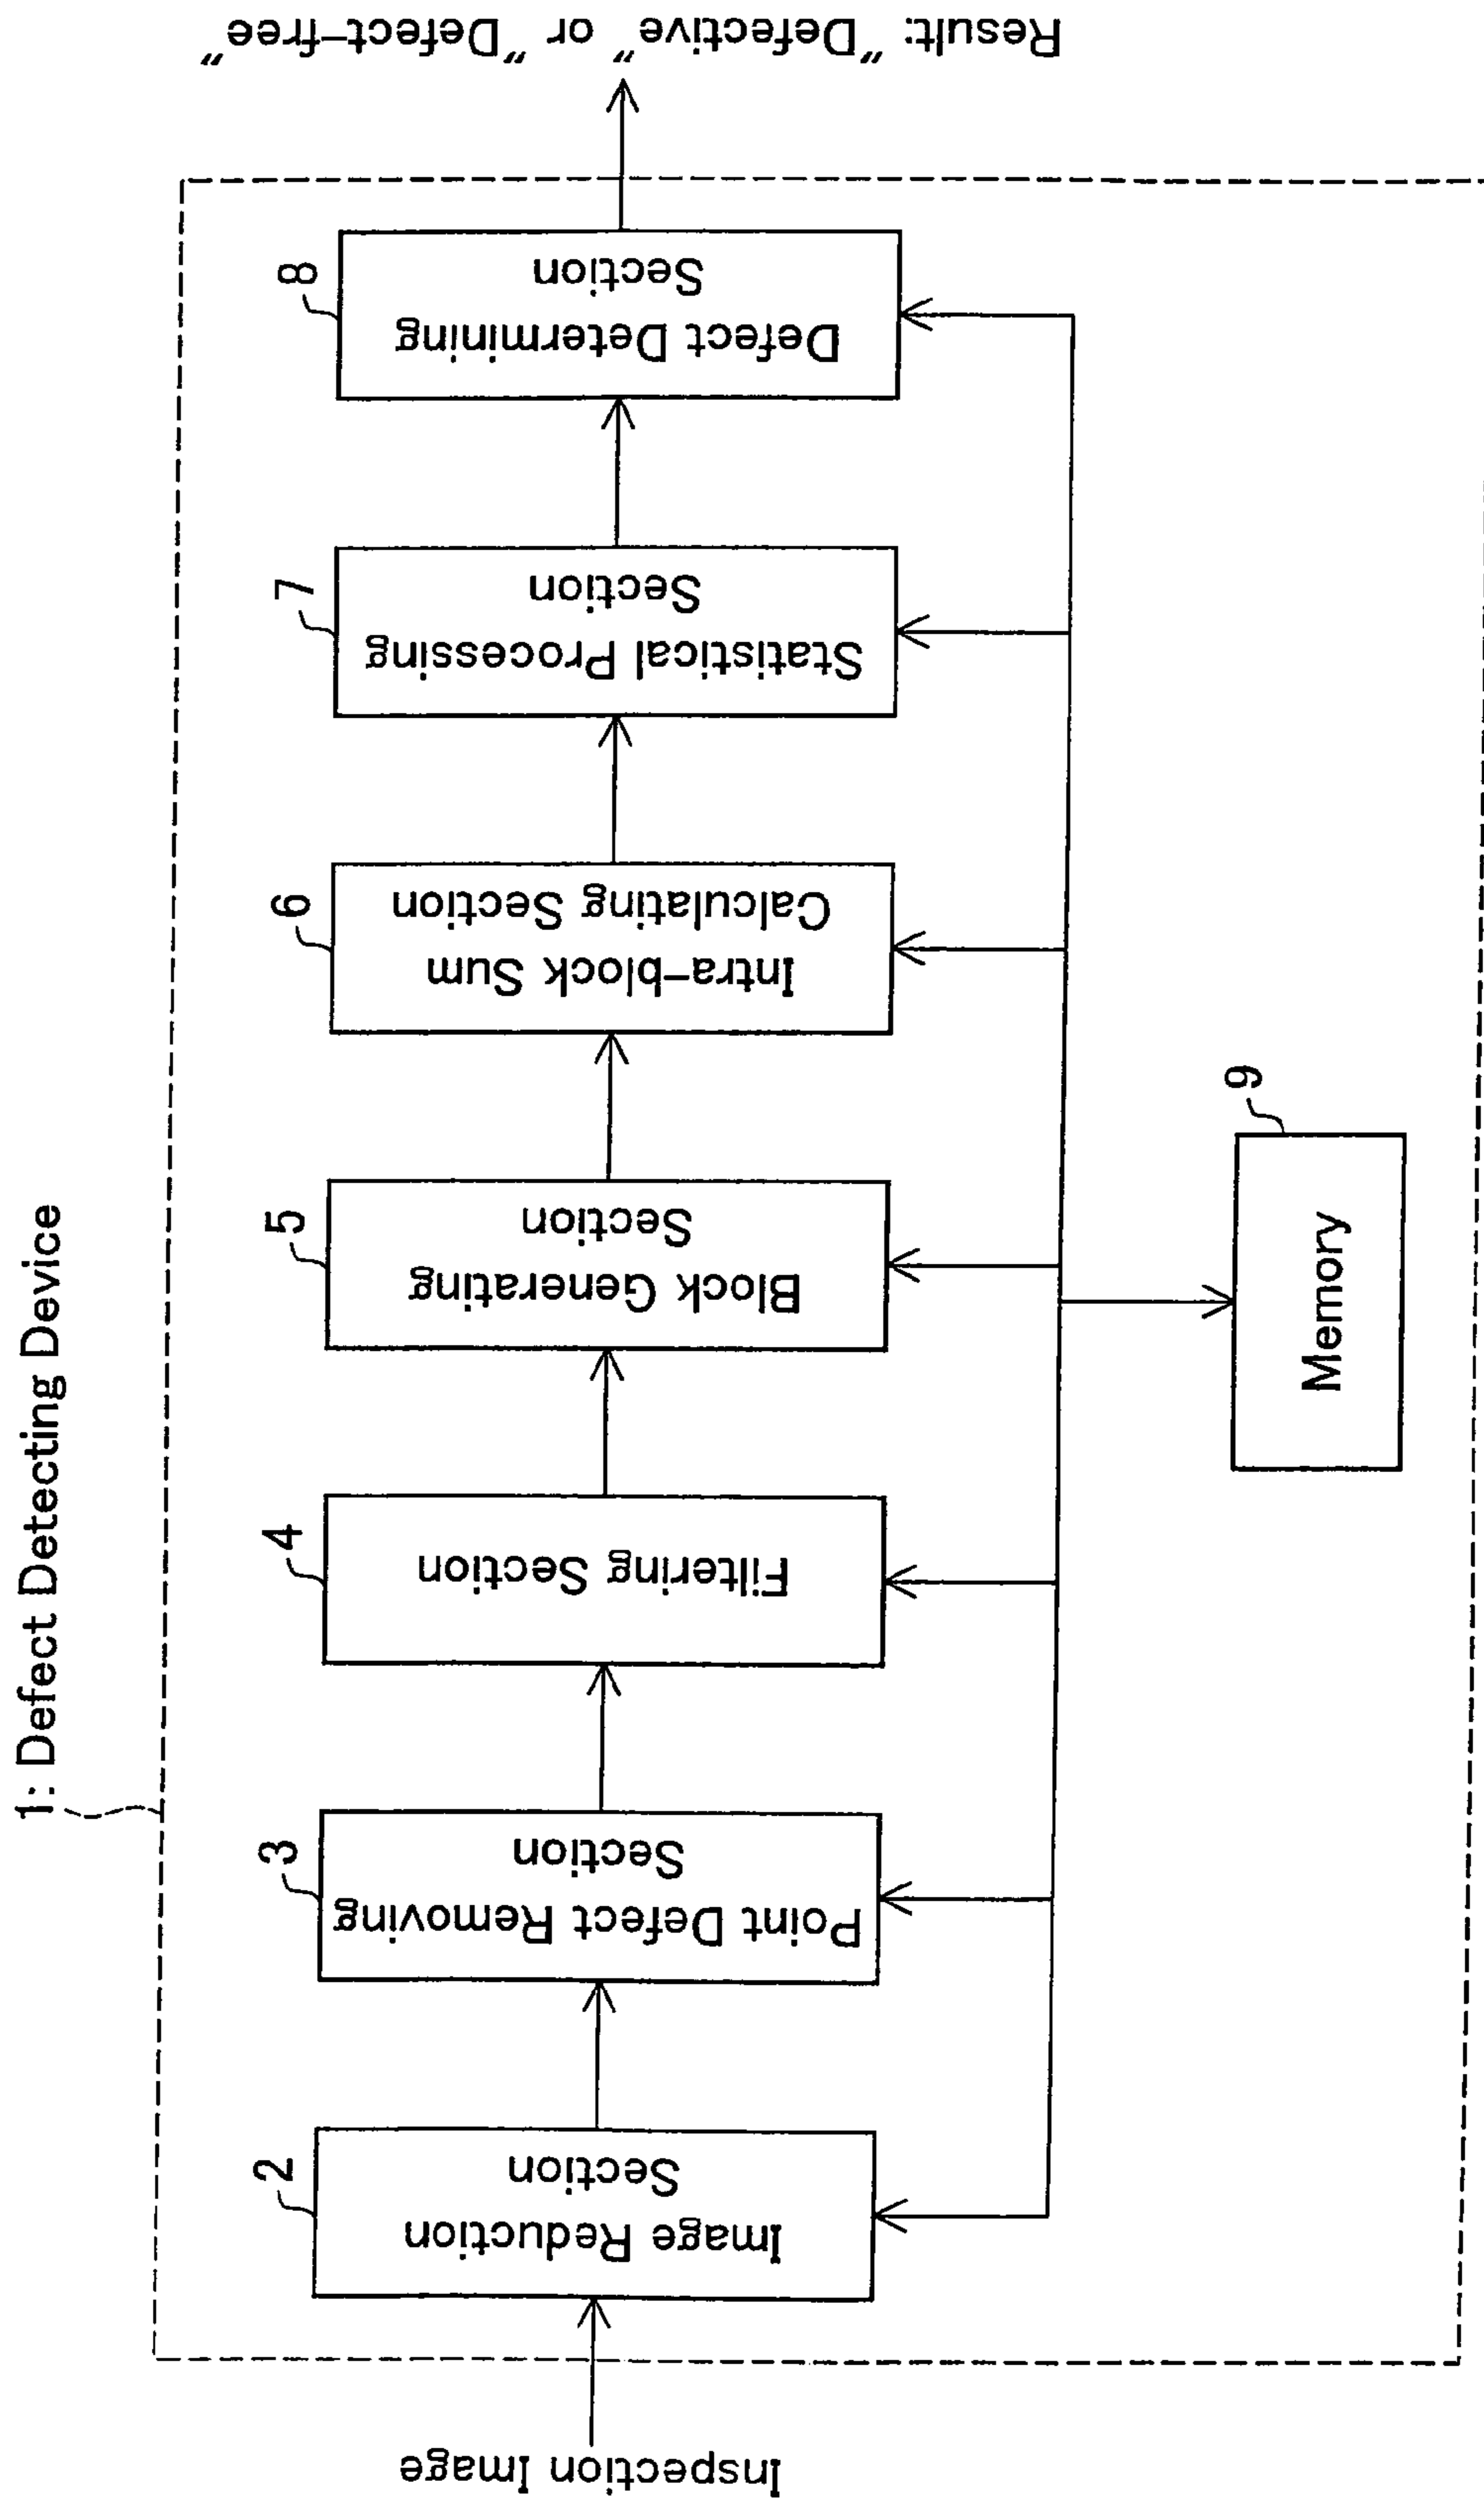 1: Defect Detecting Device
Inspection Image
2
Image Reduction
Section
3
Point Defect Removing
Section
4
Filtering Section
5
Block Generating
Section
6
Intra-block Sum
Calculating Section
7
Statistical Processing
Section
8
Defect Determining
Section
Result: "Defective" or "Defect-free"
9
Memory